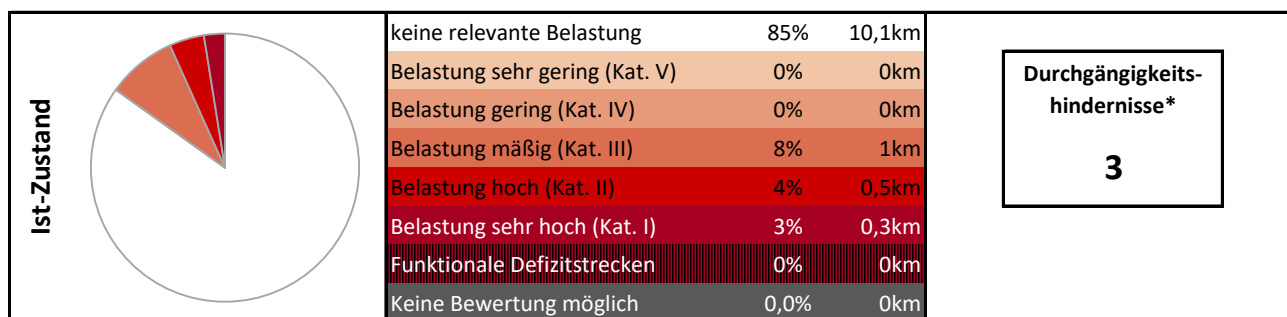 Ist-Zustand
keine relevante Belastung 85% 10,1km
Belastung sehr gering (Kat. V) 0% 0km
Belastung gering (Kat. IV) 0% 0km
Belastung mäßig (Kat. III) 8% 1km
Belastung hoch (Kat. II) 4% 0,5km
Belastung sehr hoch (Kat. I) 3% 0,3km
Funktionale Defizitstrecken 0% 0km
Keine Bewertung möglich 0,0% 0km
Durchgängigkeits-
hindernisse*
3